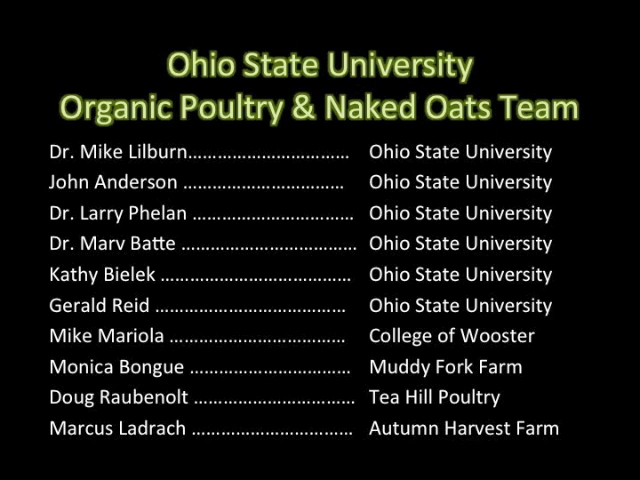 Ohio State University
Organic Poultry & Naked Oats Team
Dr. Mike Lilburn…………………………… Ohio State University
John Anderson …………………………… Ohio State University
Dr. Larry Phelan …………………………… Ohio State University
Dr. Marv Batte ……………………………… Ohio State University
Kathy Bielek ………………………………… Ohio State University
Gerald Reid ………………………………… Ohio State University
Mike Mariola ……………………………… College of Wooster
Monica Bongue …………………………… Muddy Fork Farm
Doug Raubenolt …………………………… Tea Hill Poultry
Marcus Ladrach …………………………… Autumn Harvest Farm